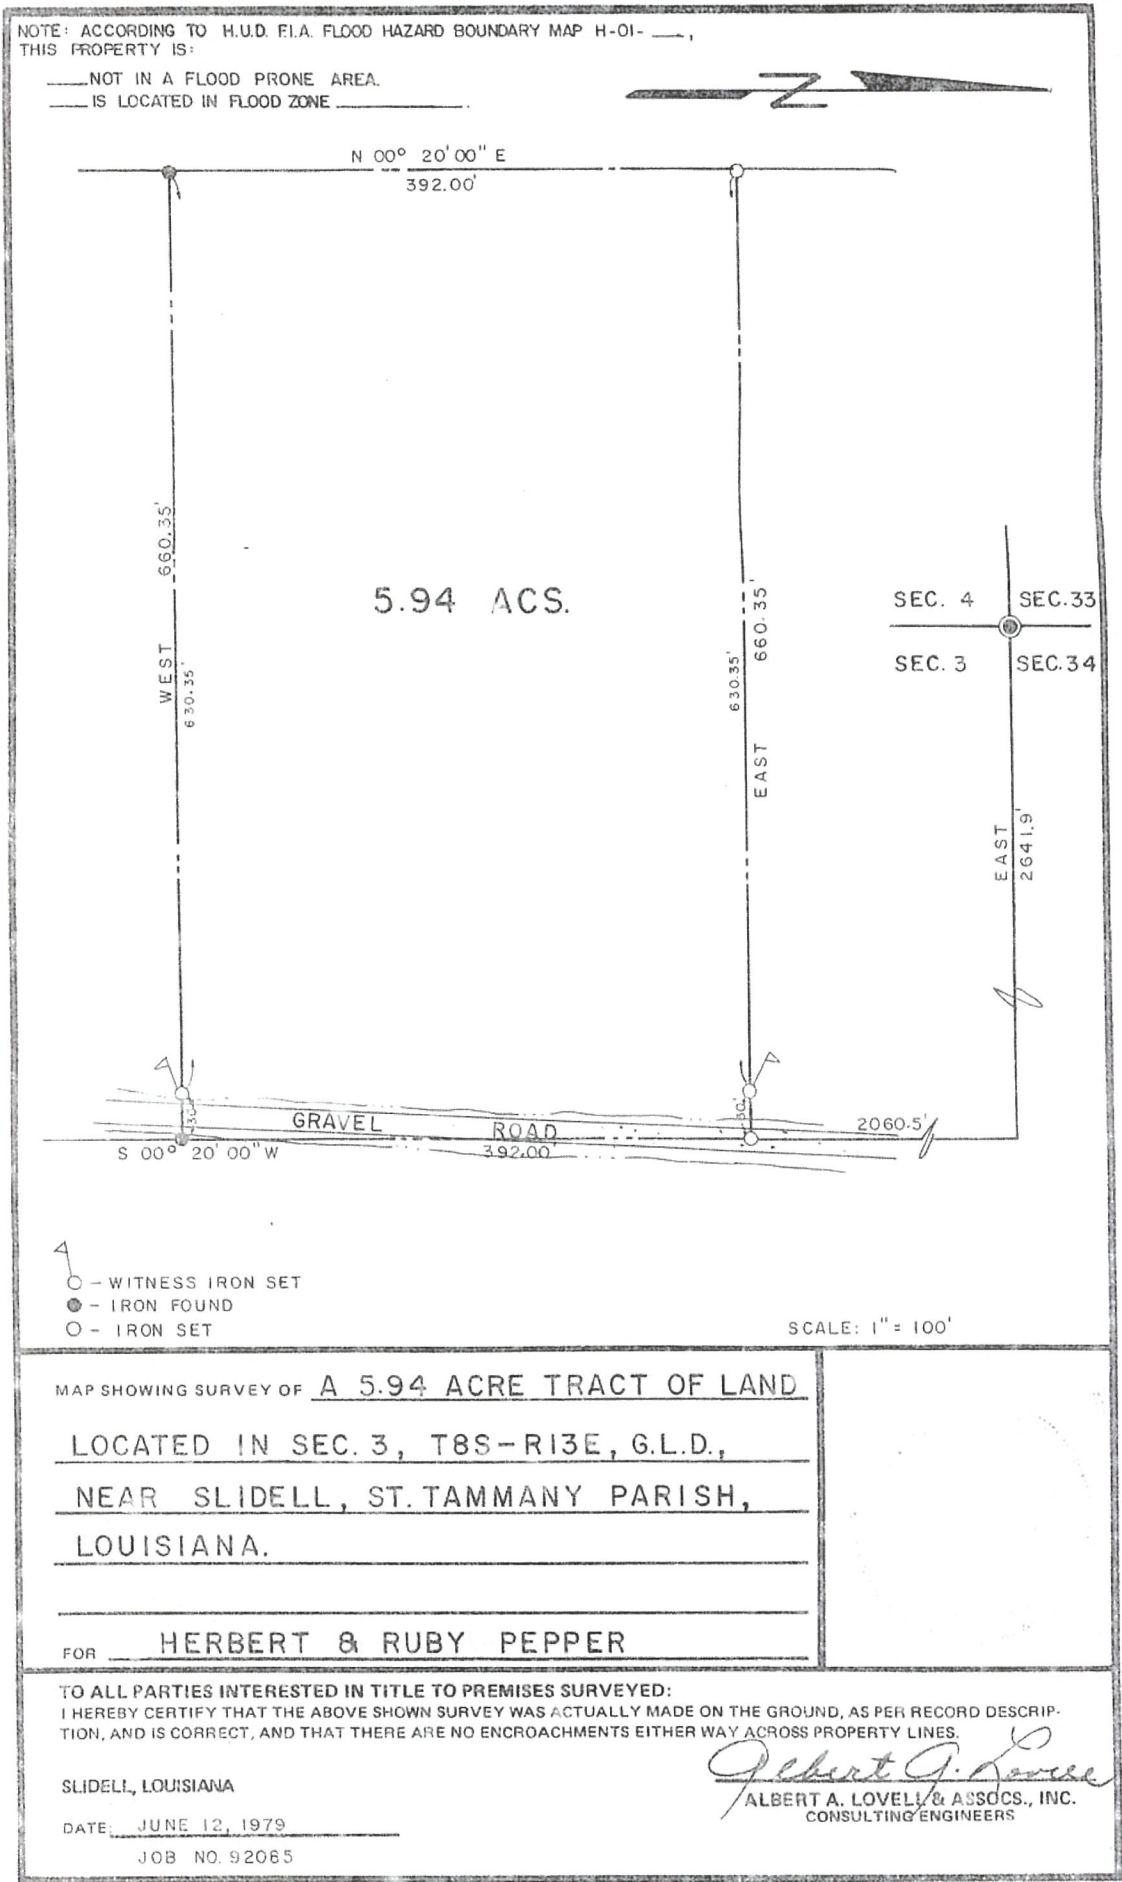 NOTE: ACCORDING TO H.U.D. F.I.A. FLOOD HAZARD BOUNDARY MAP H-01- ___,
THIS PROPERTY IS:
____NOT IN A FLOOD PRONE AREA.
____ IS LOCATED IN FLOOD ZONE ____________.
N
N 00° 20' 00" E
392.00'
WEST 660.35'
630.35'
5.94 ACS.
630.35'
EAST 660.35'
SEC. 4 SEC. 33
SEC. 3 SEC. 34
EAST
2641.9'
30'
30'
GRAVEL ROAD
2060.5'
S 00° 20' 00" W
392.00'
- WITNESS IRON SET
- IRON FOUND
- IRON SET
SCALE: 1" = 100'
MAP SHOWING SURVEY OF A 5.94 ACRE TRACT OF LAND
LOCATED IN SEC. 3, T8S-R13E, G.L.D.,
NEAR SLIDELL, ST. TAMMANY PARISH,
LOUISIANA.
FOR HERBERT & RUBY PEPPER
TO ALL PARTIES INTERESTED IN TITLE TO PREMISES SURVEYED:
I HEREBY CERTIFY THAT THE ABOVE SHOWN SURVEY WAS ACTUALLY MADE ON THE GROUND, AS PER RECORD DESCRIP-
TION, AND IS CORRECT, AND THAT THERE ARE NO ENCROACHMENTS EITHER WAY ACROSS PROPERTY LINES.
Albert A. Lovell
SLIDELL, LOUISIANA
ALBERT A. LOVELL & ASSOCS., INC.
CONSULTING ENGINEERS
DATE: JUNE 12, 1979
JOB NO. 92065